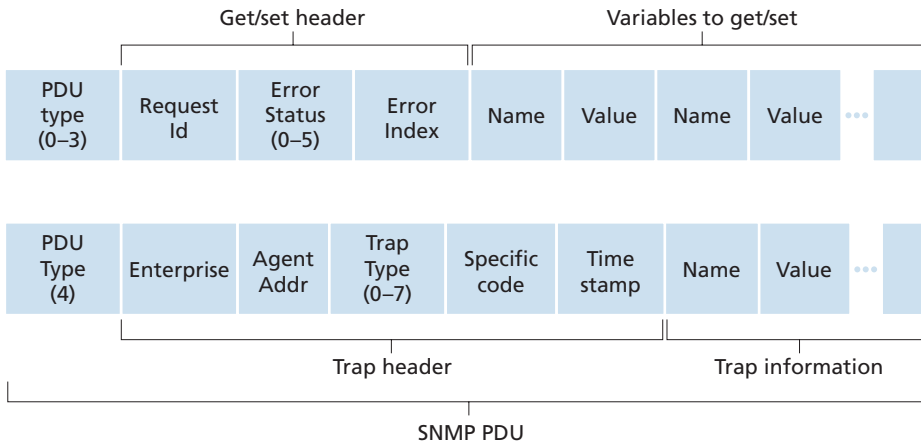 Get/set header
Variables to get/set
PDU
type
(0–3)
Request
Id
Error
Status
(0–5)
Error
Index
Name
Value
Name
Value
PDU
Type
(4)
Enterprise
Agent
Addr
Trap
Type
(0–7)
Specific
code
Time
stamp
Name
Value
Trap header
Trap information
SNMP PDU